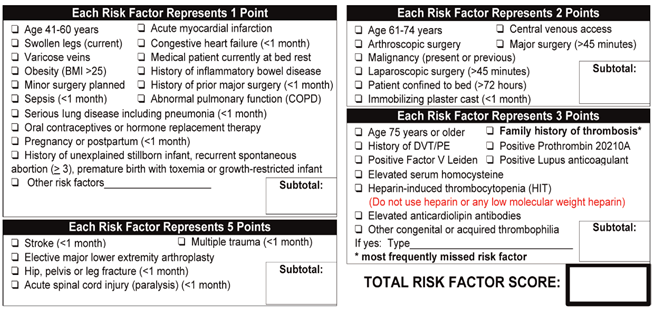 Each Risk Factor Represents 1 Point
❑ Age 41-60 years
❑ Swollen legs (current)
❑ Varicose veins
❑ Obesity (BMI >25)
❑ Minor surgery planned
❑ Sepsis (<1 month)
❑ Acute myocardial infarction
❑ Congestive heart failure (<1 month)
❑ Medical patient currently at bed rest
❑ History of inflammatory bowel disease
❑ History of prior major surgery (<1 month)
❑ Abnormal pulmonary function (COPD)
❑ Serious lung disease including pneumonia (<1 month)
❑ Oral contraceptives or hormone replacement therapy
❑ Pregnancy or postpartum (<1 month)
❑ History of unexplained stillborn infant, recurrent spontaneous
abortion (≥ 3), premature birth with toxemia or growth-restricted infant
❑ Other risk factors____________________
Subtotal:
Each Risk Factor Represents 5 Points
❑ Stroke (<1 month)
❑ Multiple trauma (<1 month)
❑ Elective major lower extremity arthroplasty
❑ Hip, pelvis or leg fracture (<1 month)
❑ Acute spinal cord injury (paralysis) (<1 month)
Subtotal:
Each Risk Factor Represents 2 Points
❑ Age 61-74 years
❑ Central venous access
❑ Arthroscopic surgery
❑ Major surgery (>45 minutes)
❑ Malignancy (present or previous)
❑ Laparoscopic surgery (>45 minutes)
❑ Patient confined to bed (>72 hours)
❑ Immobilizing plaster cast (<1 month)
Subtotal:
Each Risk Factor Represents 3 Points
❑ Age 75 years or older
❑ Family history of thrombosis*
❑ History of DVT/PE
❑ Positive Prothrombin 20210A
❑ Positive Factor V Leiden
❑ Positive Lupus anticoagulant
❑ Elevated serum homocysteine
❑ Heparin-induced thrombocytopenia (HIT)
(Do not use heparin or any low molecular weight heparin)
❑ Elevated anticardiolipin antibodies
❑ Other congenital or acquired thrombophilia
If yes: Type____________________
* most frequently missed risk factor
Subtotal:
TOTAL RISK FACTOR SCORE: